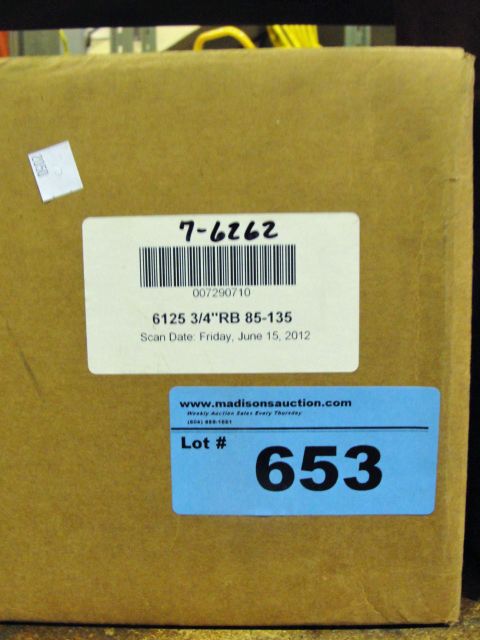 2050
7-6262
007290710
6125 3/4"RB 85-135
Scan Date: Friday, June 15, 2012
www.madisonsauction.com
Weekly Auction Sales Every Thursday
Lot #
653